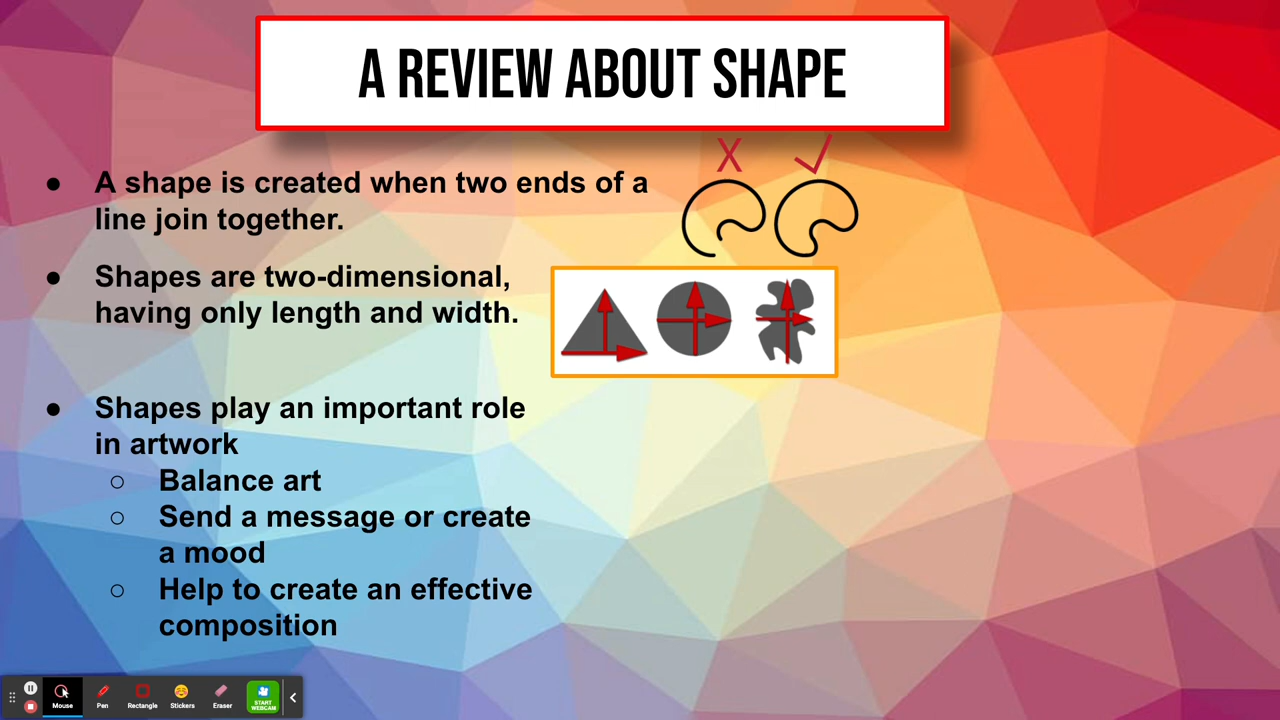 A REVIEW ABOUT SHAPE
X
● A shape is created when two ends of a
line join together.
● Shapes are two-dimensional,
having only length and width.
● Shapes play an important role
in artwork
○ Balance art
○ Send a message or create
a mood
○ Help to create an effective
composition
Mouse
Pen
Rectangle
Stickers
Eraser
START
WEBCAM